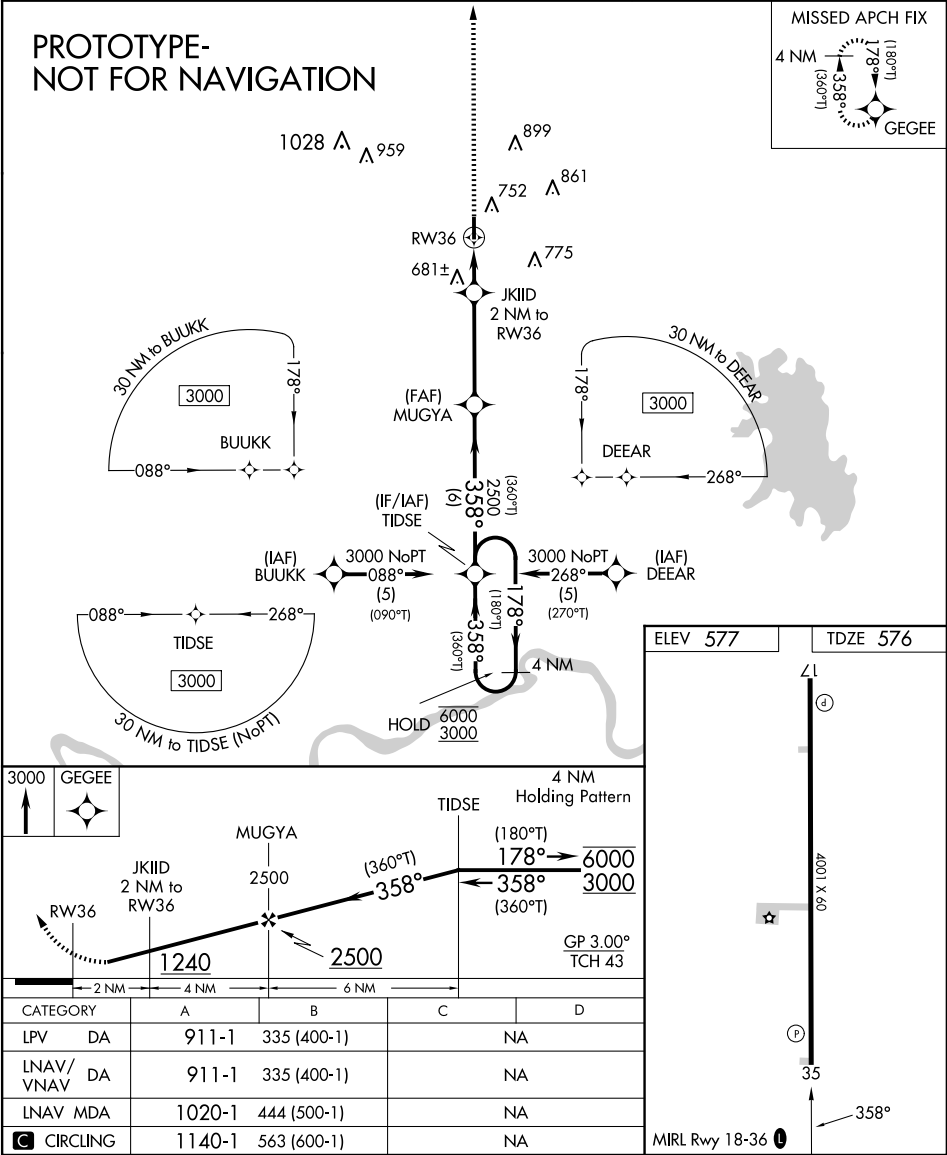 PROTOTYPE-
NOT FOR NAVIGATION
MISSED APCH FIX
4 NM
178°
(180°T)
358°
(360°T)
GEGEE
1028
959
899
861
752
775
RW36
681±
JKIID
2 NM to
RW36
30 NM to BUUKK
3000
178°
BUUKK
088°
30 NM to DEEAR
3000
178°
DEEAR
268°
(FAF)
MUGYA
2500
(360°T)
358°
(6)
(IF/IAF)
TIDSE
(IAF)
BUUKK
3000 NoPT
088°
(5)
(090°T)
3000 NoPT
268°
(5)
(270°T)
(IAF)
DEEAR
178°
(180°T)
358°
(360°T)
4 NM
HOLD
6000
3000
088°
268°
TIDSE
3000
30 NM to TIDSE (NoPT)
ELEV 577
TDZE 576
17
P
4001 X 60
P
35
358°
MIRL Rwy 18-36 L
3000
GEGEE
4 NM
Holding Pattern
TIDSE
MUGYA
2500
JKIID
2 NM to
RW36
RW36
(360°T)
358°
(180°T)
178°
6000
3000
358°
(360°T)
1240
2500
GP 3.00°
TCH 43
2 NM
4 NM
6 NM
CATEGORY A B C D
LPV DA 911-1 335 (400-1) NA
LNAV/
VNAV DA 911-1 335 (400-1) NA
LNAV MDA 1020-1 444 (500-1) NA
C CIRCLING 1140-1 563 (600-1) NA